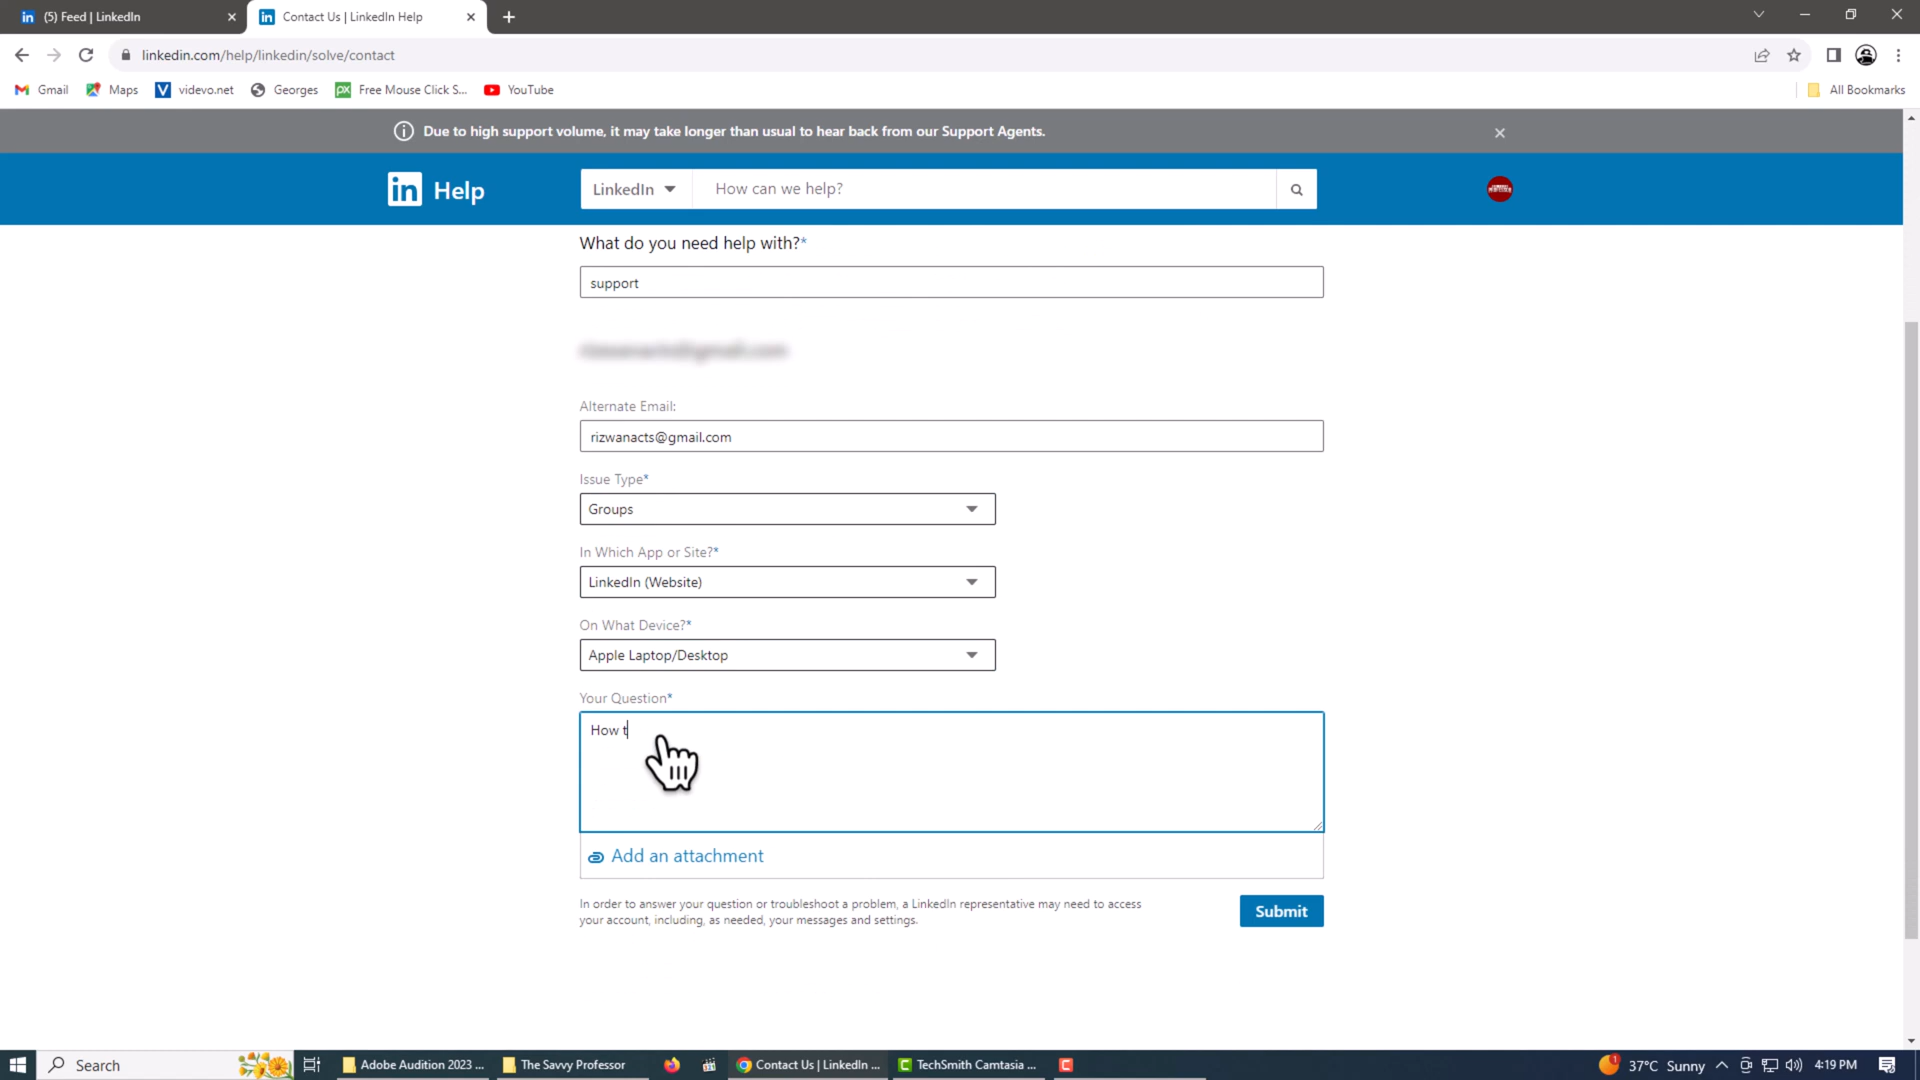 (5) Feed | LinkedIn
Contact Us | LinkedIn Help
linkedin.com/help/linkedin/solve/contact
Gmail
Maps
videvo.net
Georges
Free Mouse Click S...
YouTube
All Bookmarks
Due to high support volume, it may take longer than usual to hear back from our Support Agents.
in Help
LinkedIn
How can we help?
What do you need help with?*
support
rizwanacts@gmail.com
Alternate Email:
rizwanacts@gmail.com
Issue Type*
Groups
In Which App or Site?*
LinkedIn (Website)
On What Device?*
Apple Laptop/Desktop
Your Question*
How t
Add an attachment
In order to answer your question or troubleshoot a problem, a LinkedIn representative may need to access
your account, including, as needed, your messages and settings.
Submit
Search
Adobe Audition 2023 ...
The Savvy Professor
Contact Us | LinkedIn ...
TechSmith Camtasia ...
37°C Sunny
4:19 PM